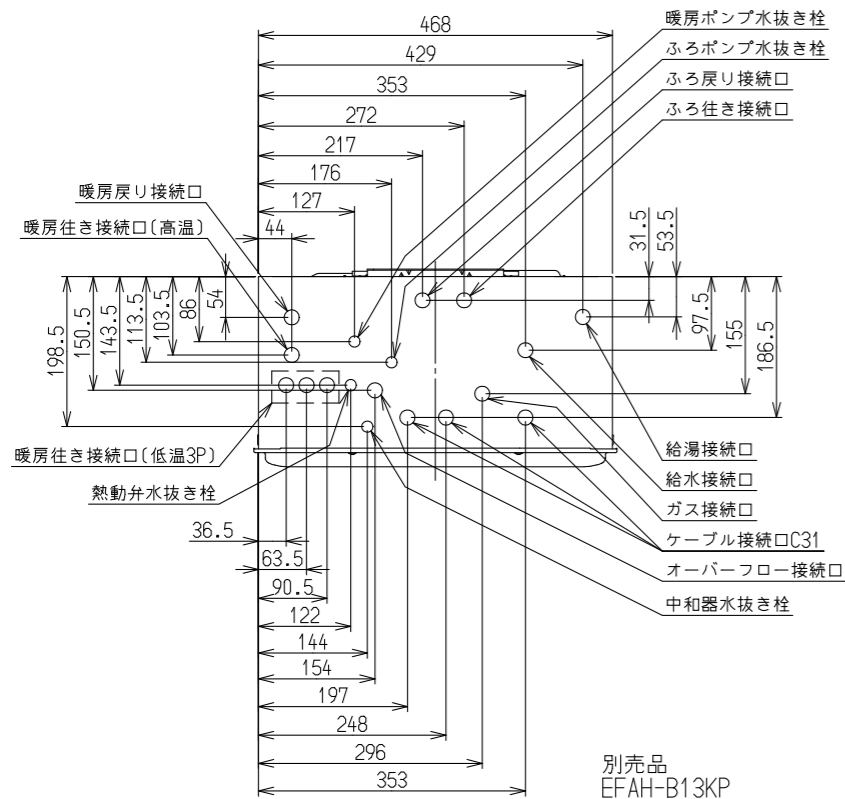 暖房ポンプ水抜き栓
468
ふろポンプ水抜き栓
429
ふろ戻り接続口
353
ふろ往き接続口
272
217
176
暖房戻り接続口
127
暖房往き接続口(高温)
44
31.5
53.5
54
86
103.5
113.5
143.5
150.5
198.5
97.5
155
186.5
暖房往き接続口(低温3P)
熱動弁水抜き栓
給湯接続口
給水接続口
ガス接続口
ケーブル接続口C31
オーバーフロー接続口
中和器水抜き栓
36.5
63.5
90.5
122
144
154
197
248
296
353
別売品
EFAH-B13KP